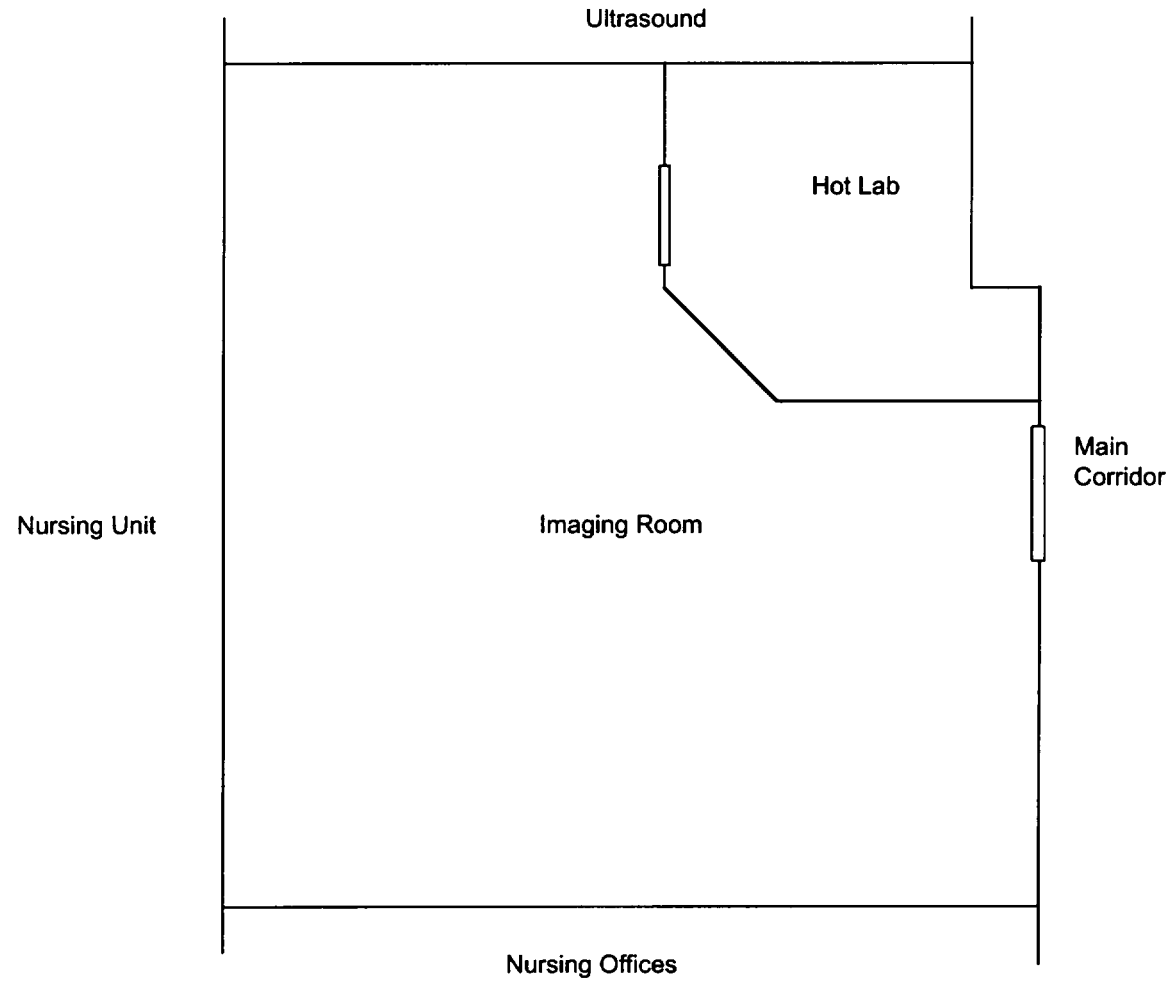 Ultrasound
Hot Lab
Main
Corridor
Nursing Unit
Imaging Room
Nursing Offices